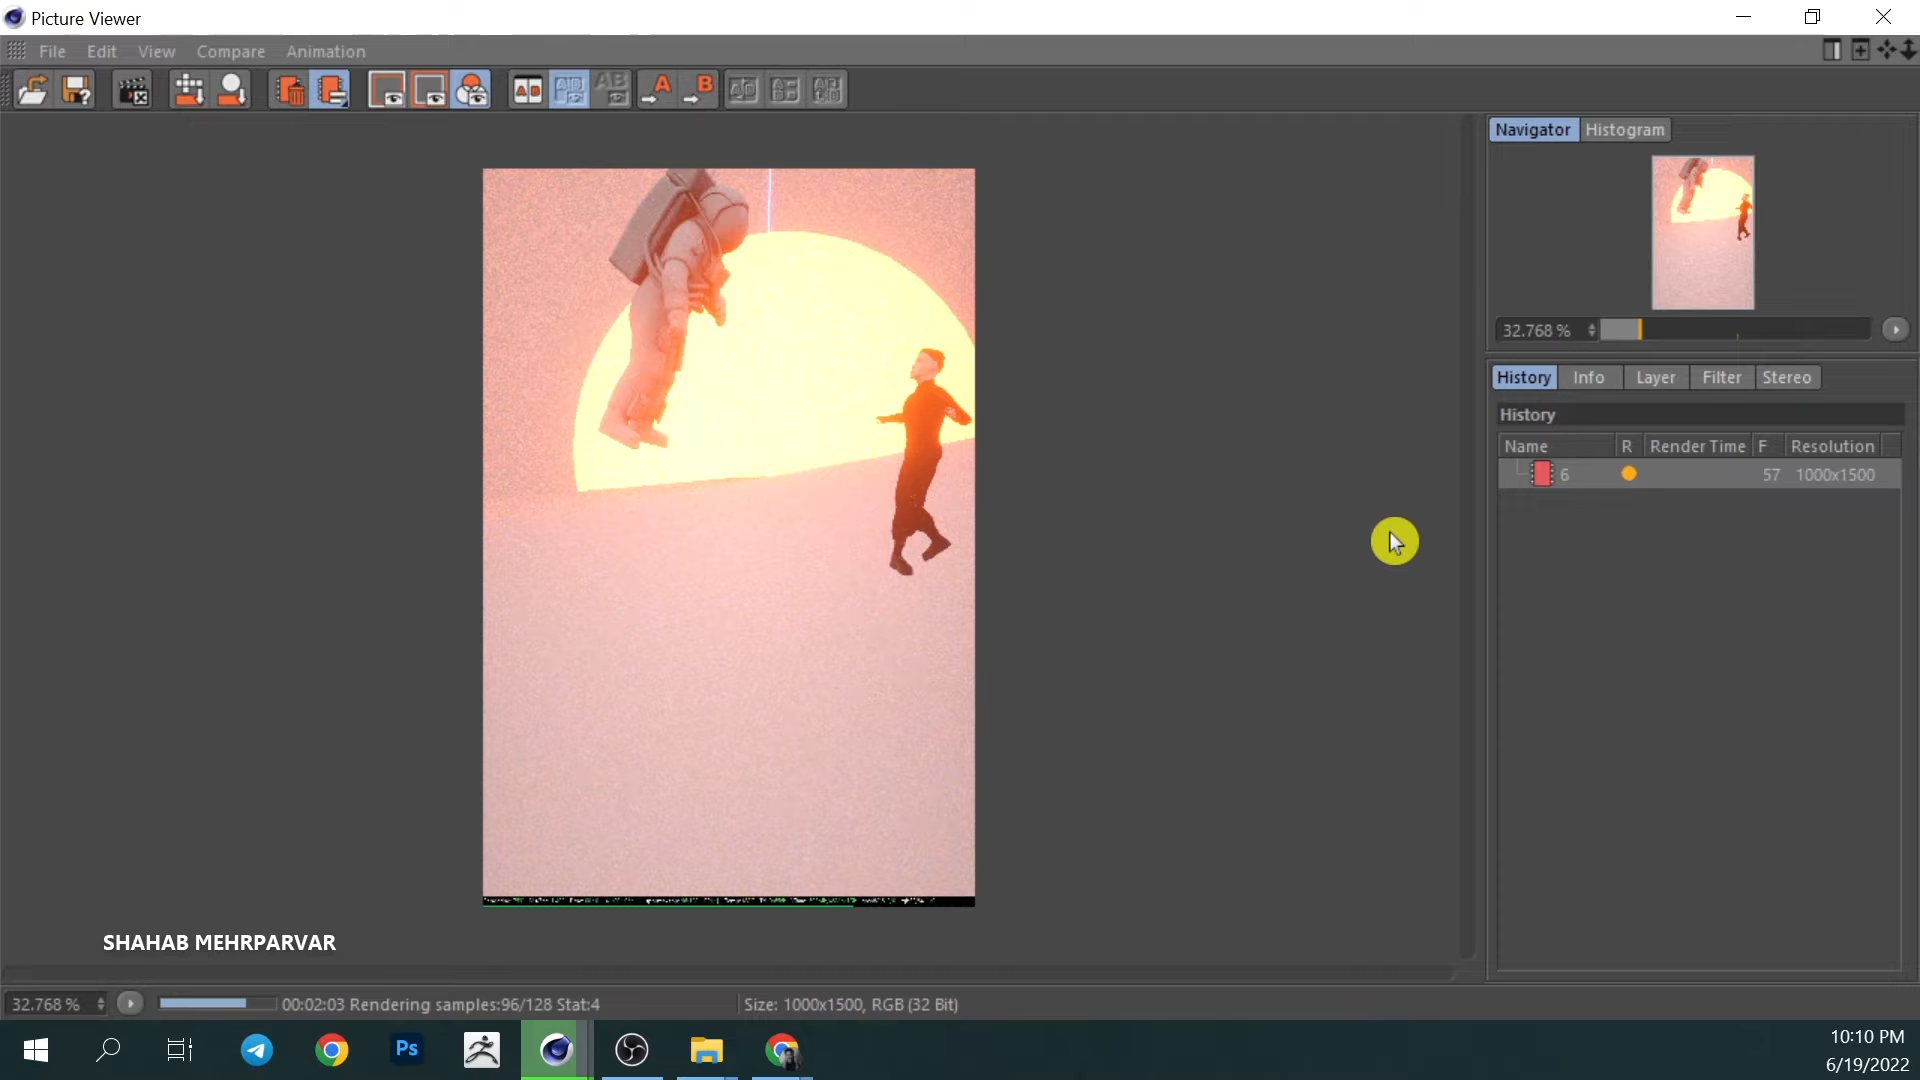 Picture Viewer
File Edit View Compare Animation
Navigator Histogram
32.768 %
History Info Layer Filter Stereo
History
Name R Render Time F Resolution
6 57 1000x1500
SHAHAB MEHRPARVAR
32.768 % 00:02:03 Rendering samples:96/128 Stat:4 Size: 1000x1500, RGB (32 Bit)
Ps
10:10 PM
6/19/2022